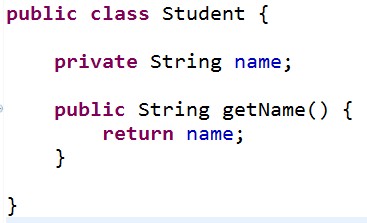 public class Student {
    private String name;
    public String getName() {
        return name;
    }
}